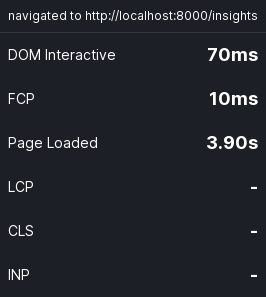 navigated to http://localhost:8000/insights
DOM Interactive 70ms
FCP 10ms
Page Loaded 3.90s
LCP -
CLS -
INP -